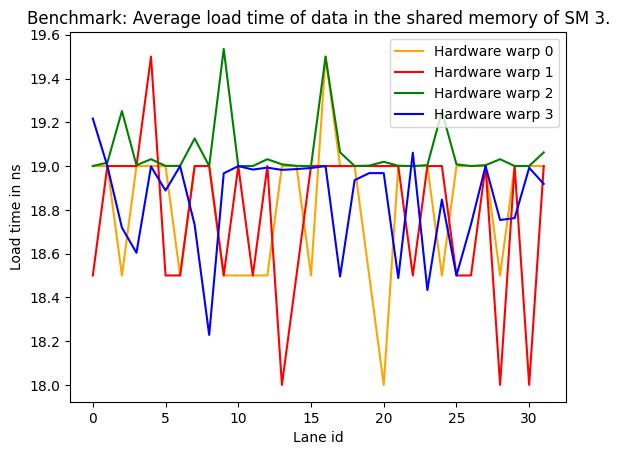 Benchmark: Average load time of data in the shared memory of SM 3.
19.6
19.4
19.2
19.0
18.8
18.6
18.4
18.2
18.0
Load time in ns
Hardware warp 0
Hardware warp 1
Hardware warp 2
Hardware warp 3
0 5 10 15 20 25 30
Lane id